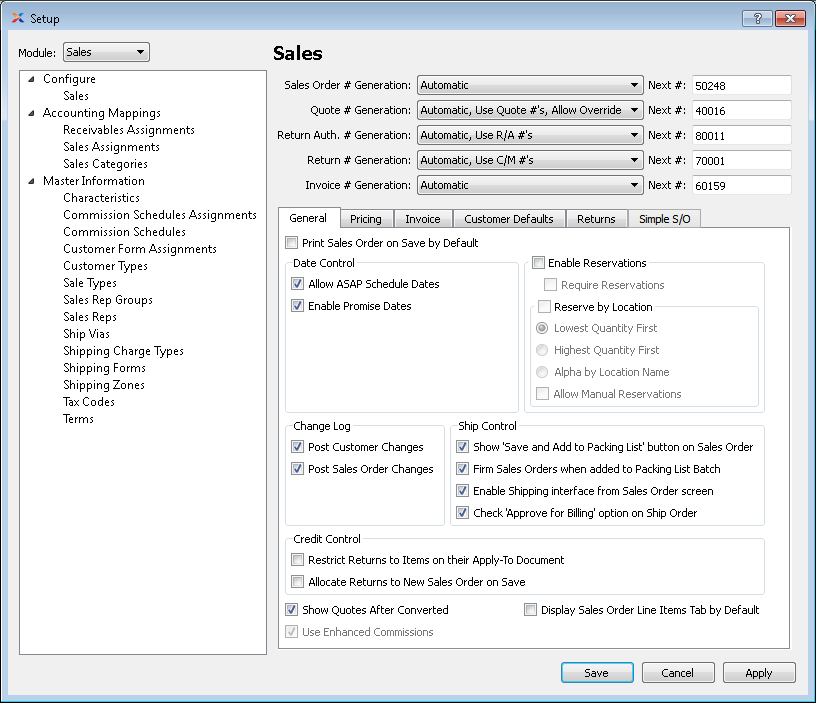 Setup
?
Module: Sales
Configure
Sales
Accounting Mappings
Receivables Assignments
Sales Assignments
Sales Categories
Master Information
Characteristics
Commission Schedules Assignments
Commission Schedules
Customer Form Assignments
Customer Types
Sale Types
Sales Rep Groups
Sales Reps
Ship Vias
Shipping Charge Types
Shipping Forms
Shipping Zones
Tax Codes
Terms
Sales
Sales Order # Generation: Automatic Next #: 50248
Quote # Generation: Automatic, Use Quote #'s, Allow Override Next #: 40016
Return Auth. # Generation: Automatic, Use R/A #'s Next #: 80011
Return # Generation: Automatic, Use C/M #'s Next #: 70001
Invoice # Generation: Automatic Next #: 60159
General Pricing Invoice Customer Defaults Returns Simple S/O
Print Sales Order on Save by Default
Date Control
Allow ASAP Schedule Dates
Enable Promise Dates
Enable Reservations
Require Reservations
Reserve by Location
Lowest Quantity First
Highest Quantity First
Alpha by Location Name
Allow Manual Reservations
Change Log
Post Customer Changes
Post Sales Order Changes
Ship Control
Show 'Save and Add to Packing List' button on Sales Order
Firm Sales Orders when added to Packing List Batch
Enable Shipping interface from Sales Order screen
Check 'Approve for Billing' option on Ship Order
Credit Control
Restrict Returns to Items on their Apply-To Document
Allocate Returns to New Sales Order on Save
Show Quotes After Converted Display Sales Order Line Items Tab by Default
Use Enhanced Commissions
Save Cancel Apply